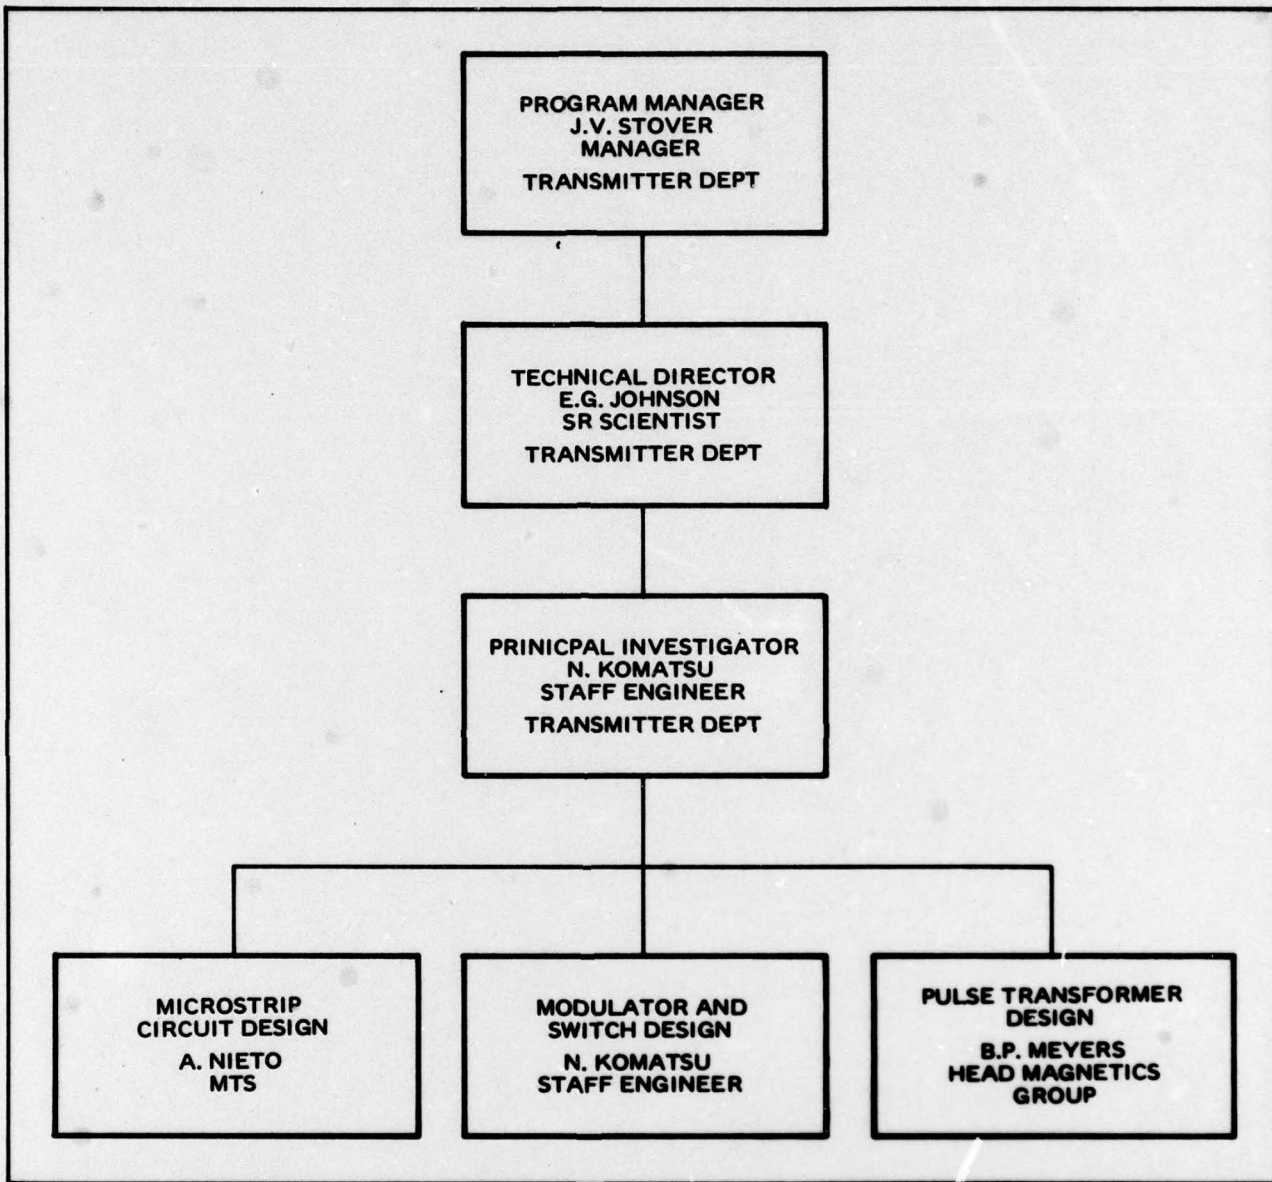 PROGRAM MANAGER
J.V. STOVER
MANAGER
TRANSMITTER DEPT
TECHNICAL DIRECTOR
E.G. JOHNSON
SR SCIENTIST
TRANSMITTER DEPT
PRINICPAL INVESTIGATOR
N. KOMATSU
STAFF ENGINEER
TRANSMITTER DEPT
MICROSTRIP
CIRCUIT DESIGN
A. NIETO
MTS
MODULATOR AND
SWITCH DESIGN
N. KOMATSU
STAFF ENGINEER
PULSE TRANSFORMER
DESIGN
B.P. MEYERS
HEAD MAGNETICS
GROUP